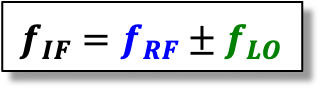 f_IF = f_RF ± f_LO